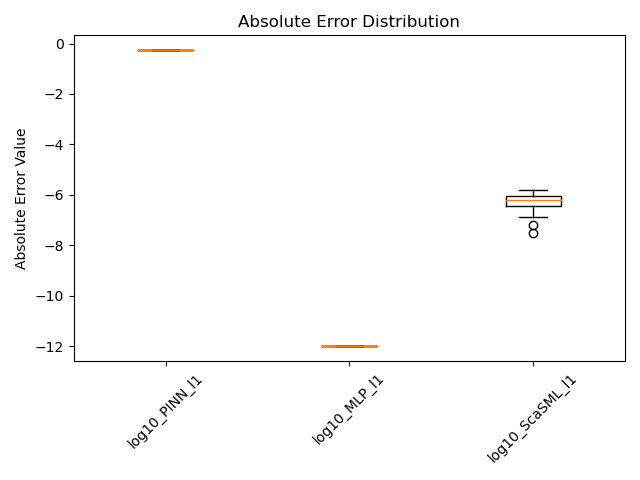 Absolute Error Distribution
Absolute Error Value
0
−2
−4
−6
−8
−10
−12
log10_PINN_l1
log10_MLP_l1
log10_ScaSML_l1